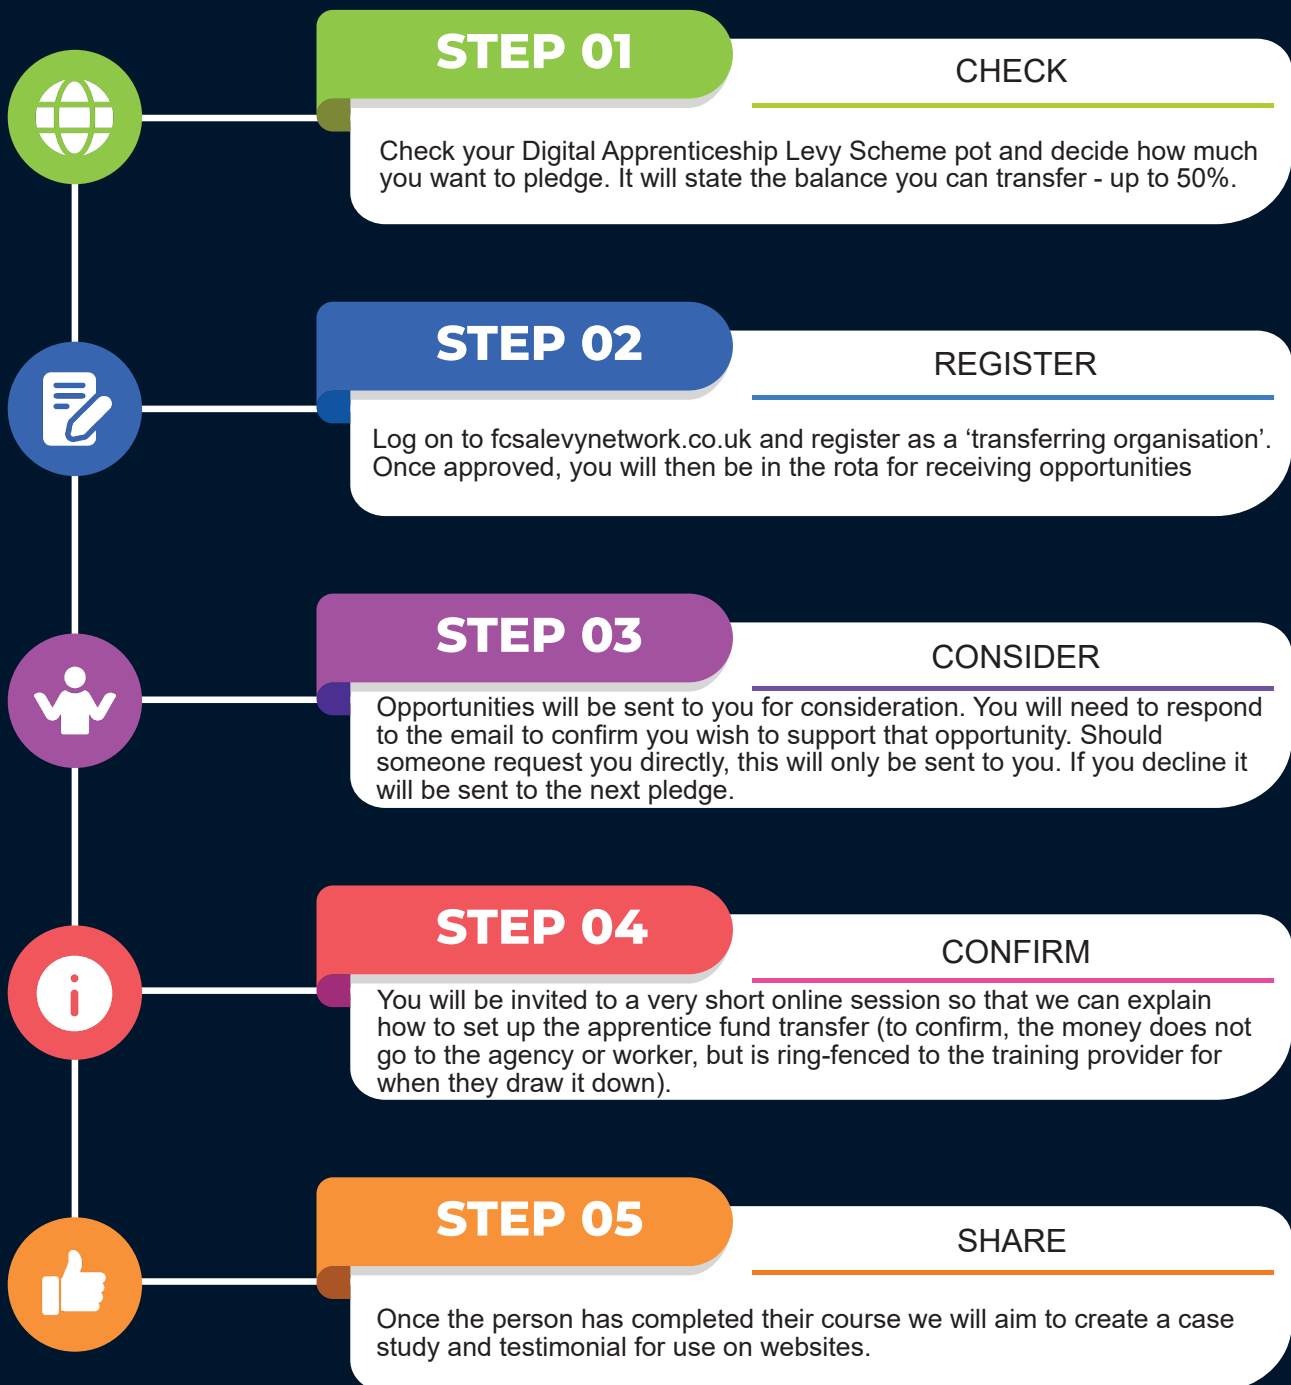 STEP 01
CHECK
Check your Digital Apprenticeship Levy Scheme pot and decide how much
you want to pledge. It will state the balance you can transfer - up to 50%.
STEP 02
REGISTER
Log on to fcsalevynetwork.co.uk and register as a ‘transferring organisation’.
Once approved, you will then be in the rota for receiving opportunities
STEP 03
CONSIDER
Opportunities will be sent to you for consideration. You will need to respond
to the email to confirm you wish to support that opportunity. Should
someone request you directly, this will only be sent to you. If you decline it
will be sent to the next pledge.
STEP 04
CONFIRM
You will be invited to a very short online session so that we can explain
how to set up the apprentice fund transfer (to confirm, the money does not
go to the agency or worker, but is ring-fenced to the training provider for
when they draw it down).
STEP 05
SHARE
Once the person has completed their course we will aim to create a case
study and testimonial for use on websites.